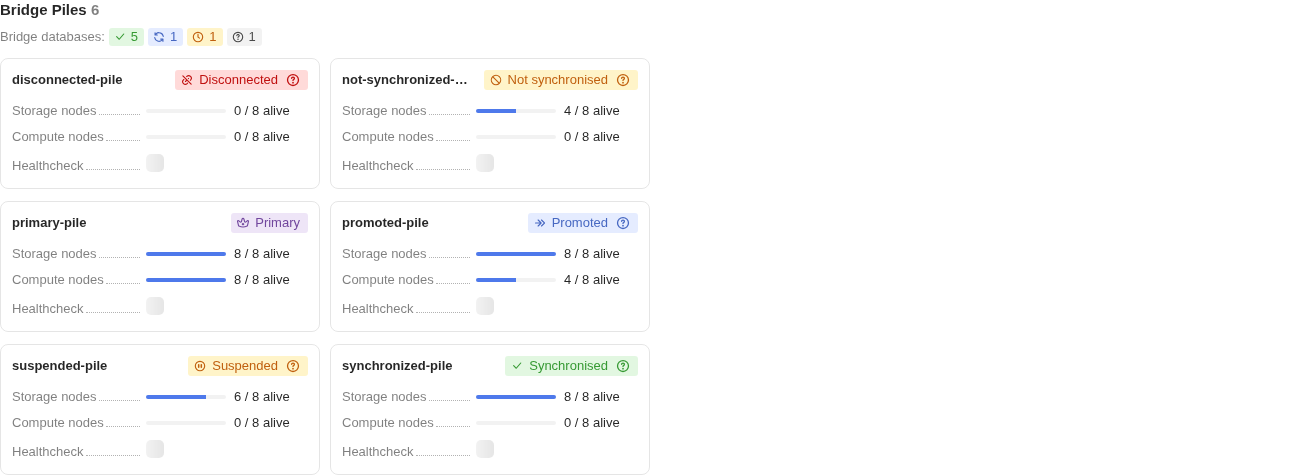 Bridge Piles 6
Bridge databases: 5 1 1 1
disconnected-pile Disconnected
Storage nodes 0 / 8 alive
Compute nodes 0 / 8 alive
Healthcheck
not-synchronized-… Not synchronised
Storage nodes 4 / 8 alive
Compute nodes 0 / 8 alive
Healthcheck
primary-pile Primary
Storage nodes 8 / 8 alive
Compute nodes 8 / 8 alive
Healthcheck
promoted-pile Promoted
Storage nodes 8 / 8 alive
Compute nodes 4 / 8 alive
Healthcheck
suspended-pile Suspended
Storage nodes 6 / 8 alive
Compute nodes 0 / 8 alive
Healthcheck
synchronized-pile Synchronised
Storage nodes 8 / 8 alive
Compute nodes 0 / 8 alive
Healthcheck